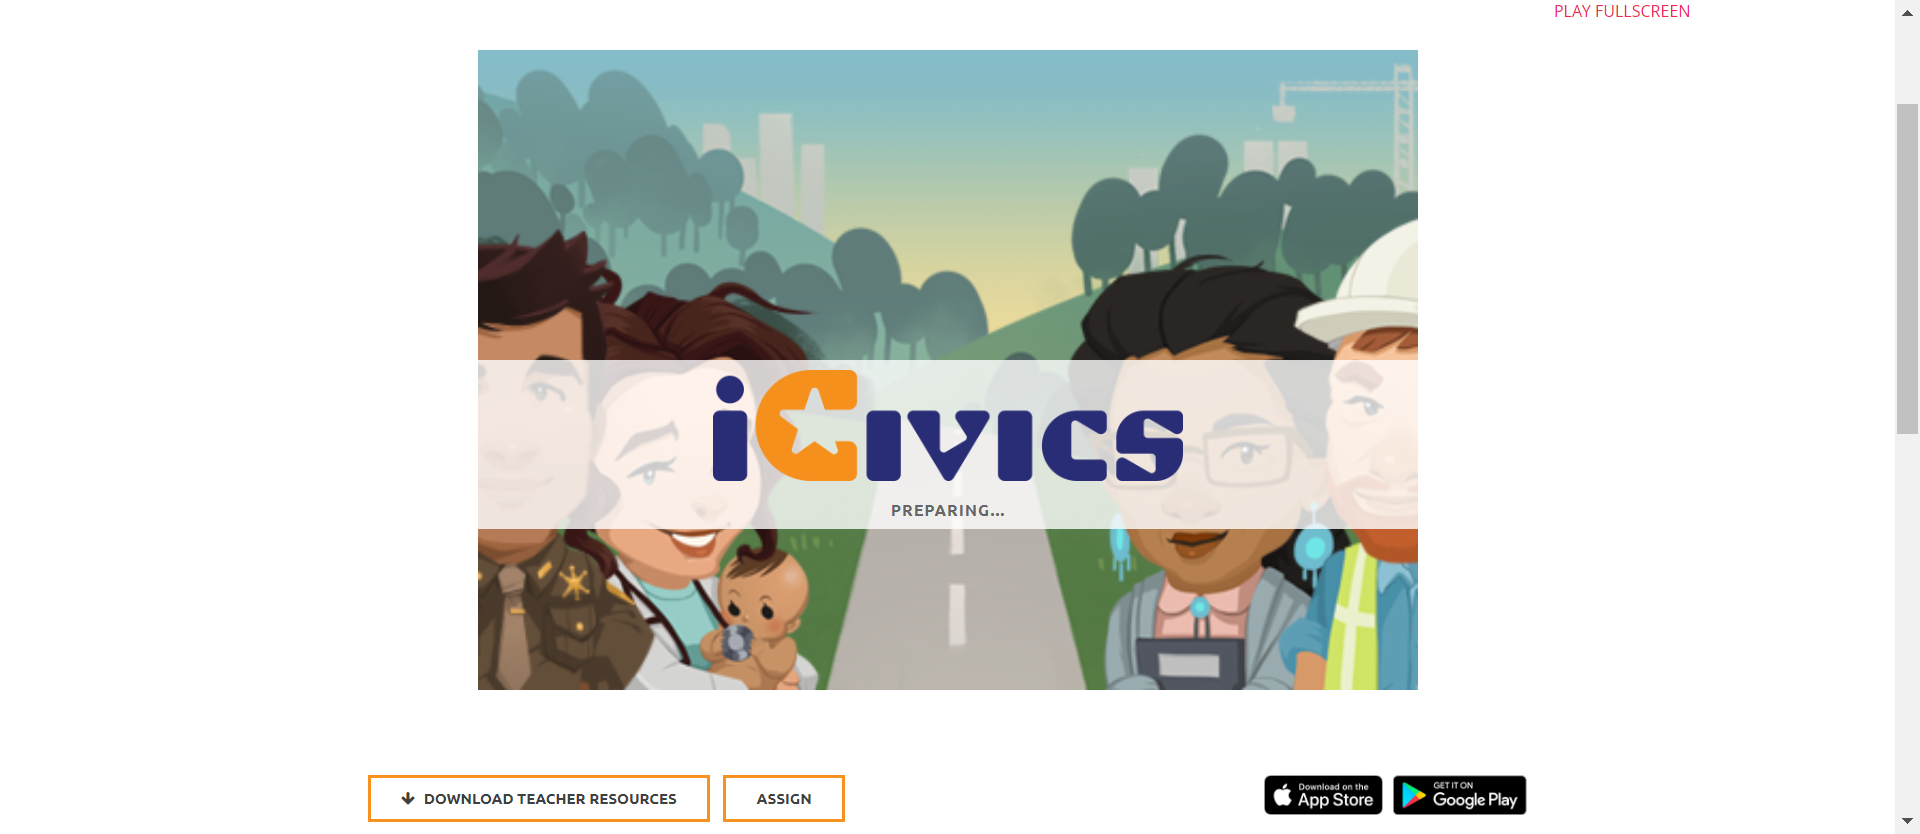 PLAY FULLSCREEN
iCIVICS
PREPARING...
DOWNLOAD TEACHER RESOURCES
ASSIGN
Download on the
App Store
GET IT ON
Google Play